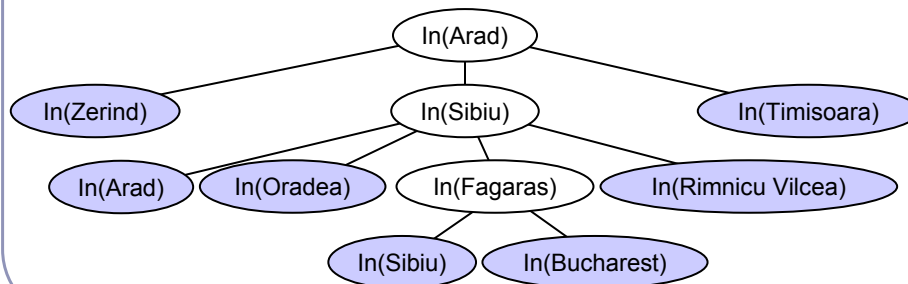 In(Arad)
In(Zerind) In(Sibiu) In(Timisoara)
In(Arad) In(Oradea) In(Fagaras) In(Rimnicu Vilcea)
In(Sibiu) In(Bucharest)